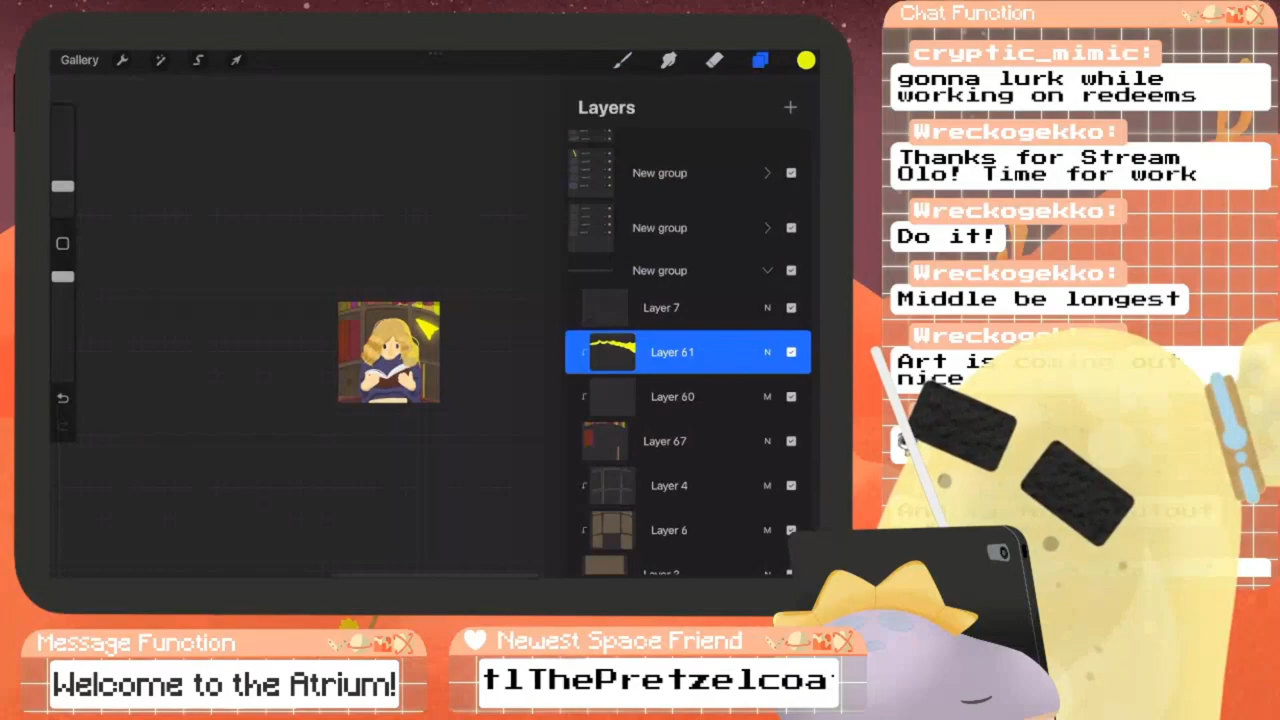 Gallery
Layers
New group
New group
New group
Layer 7
N
Layer 61
N
Layer 60
M
Layer 67
N
Layer 4
M
Layer 6
M
N
Chat Function
cryptic_mimic:
gonna lurk while
working on redeems
Wreckogekko:
Thanks for Stream
Olo! Time for work
Wreckogekko:
Do it!
Wreckogekko:
Middle be longest
Art is coming out
nice
Message Function
Welcome to the Atrium!
Newest Space Friend
tlThePretzelcoa